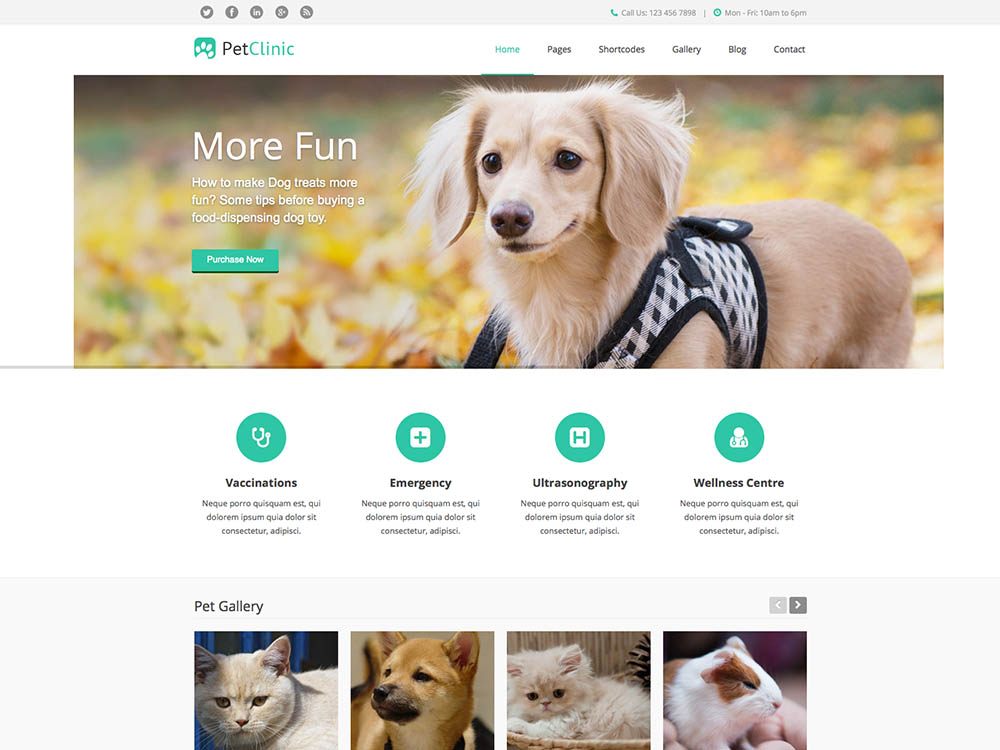 Call Us: 123 456 7898 | Mon - Fri: 10am to 6pm
PetClinic
Home Pages Shortcodes Gallery Blog Contact
More Fun
How to make Dog treats more
fun? Some tips before buying a
food-dispensing dog toy.
Purchase Now
Vaccinations
Neque porro quisquam est, qui
dolorem ipsum quia dolor sit
consectetur, adipisci.
Emergency
Neque porro quisquam est, qui
dolorem ipsum quia dolor sit
consectetur, adipisci.
Ultrasonography
Neque porro quisquam est, qui
dolorem ipsum quia dolor sit
consectetur, adipisci.
Wellness Centre
Neque porro quisquam est, qui
dolorem ipsum quia dolor sit
consectetur, adipisci.
Pet Gallery